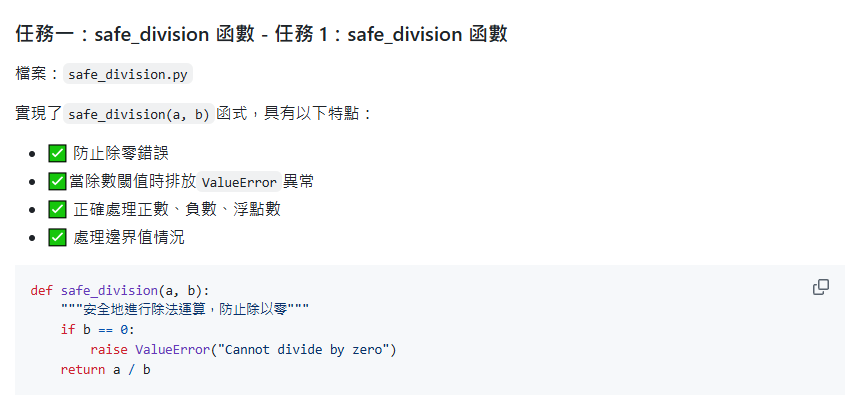 任務一：safe_division 函數 - 任務 1：safe_division 函數
檔案： safe_division.py
實現了 safe_division(a, b) 函式，具有以下特點：
• ✅ 防止除零錯誤
• ✅當除數閾值時排放 ValueError 異常
• ✅ 正確處理正數、負數、浮點數
• ✅ 處理邊界值情況
def safe_division(a, b):
    """安全地進行除法運算，防止除以零"""
    if b == 0:
        raise ValueError("Cannot divide by zero")
    return a / b